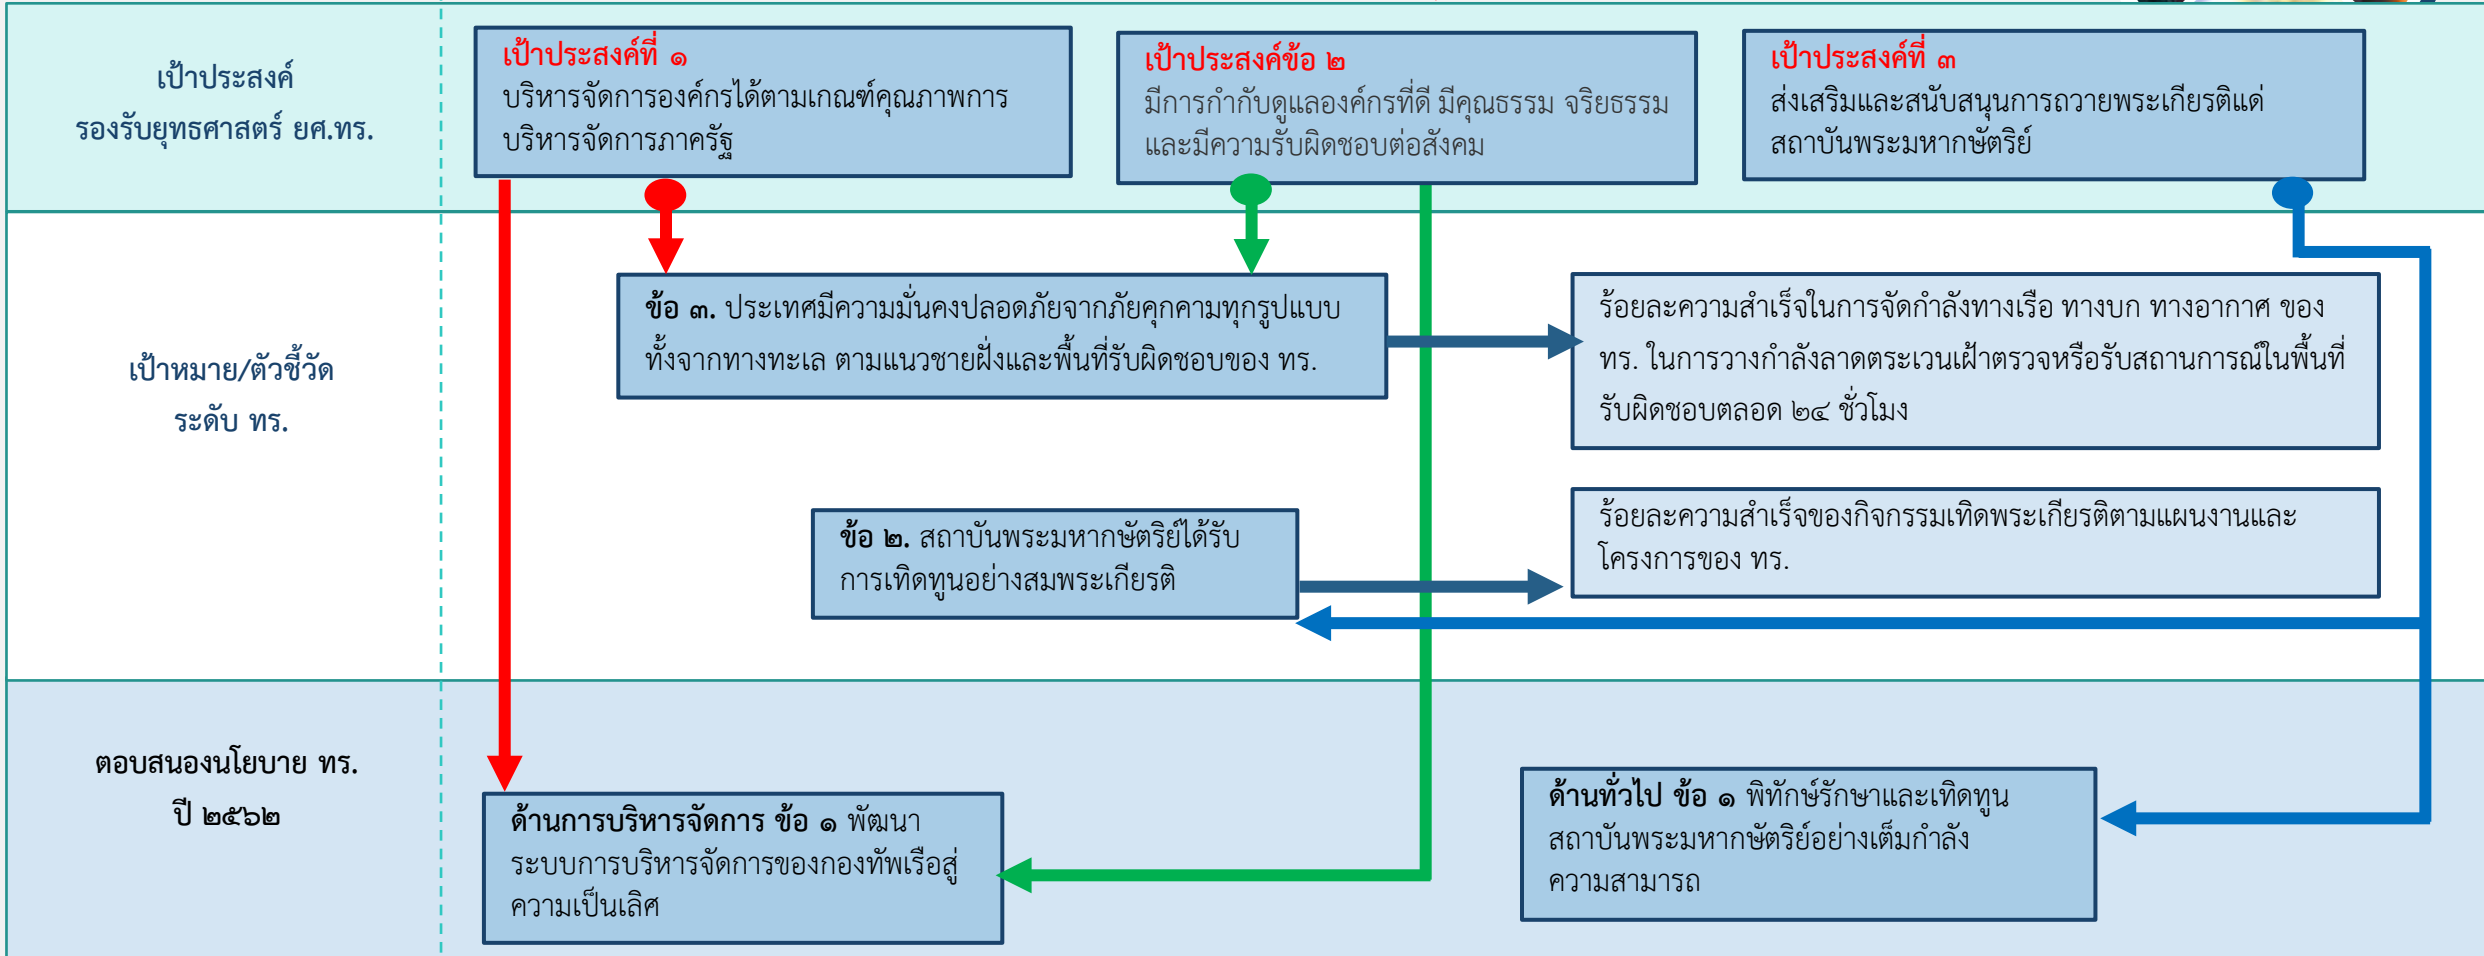 เป้าประสงค์
รองรับยุทธศาสตร์ ยศ.ทร.
เป้าประสงค์ที่ ๑
บริหารจัดการองค์กรได้ตามเกณฑ์คุณภาพการ
บริหารจัดการภาครัฐ
เป้าประสงค์ข้อ ๒
มีการกำกับดูแลองค์กรที่ดี มีคุณธรรม จริยธรรม
และมีความรับผิดชอบต่อสังคม
เป้าประสงค์ที่ ๓
ส่งเสริมและสนับสนุนการถวายพระเกียรติแด่
สถาบันพระมหากษัตริย์
เป้าหมาย/ตัวชี้วัด
ระดับ ทร.
ข้อ ๓. ประเทศมีความมั่นคงปลอดภัยจากภัยคุกคามทุกรูปแบบ
ทั้งจากทางทะเล ตามแนวชายฝั่งและพื้นที่รับผิดชอบของ ทร.
ร้อยละความสำเร็จในการจัดกำลังทางเรือ ทางบก ทางอากาศ ของ
ทร. ในการวางกำลังลาดตระเวนเฝ้าตรวจหรือรับสถานการณ์ในพื้นที่
รับผิดชอบตลอด ๒๔ ชั่วโมง
ข้อ ๒. สถาบันพระมหากษัตริย์ได้รับ
การเทิดทูนอย่างสมพระเกียรติ
ร้อยละความสำเร็จของกิจกรรมเทิดพระเกียรติตามแผนงานและ
โครงการของ ทร.
ตอบสนองนโยบาย ทร.
ปี ๒๕๖๒
ด้านการบริหารจัดการ ข้อ ๑ พัฒนา
ระบบการบริหารจัดการของกองทัพเรือสู่
ความเป็นเลิศ
ด้านทั่วไป ข้อ ๑ พิทักษ์รักษาและเทิดทูน
สถาบันพระมหากษัตริย์อย่างเต็มกำลัง
ความสามารถ